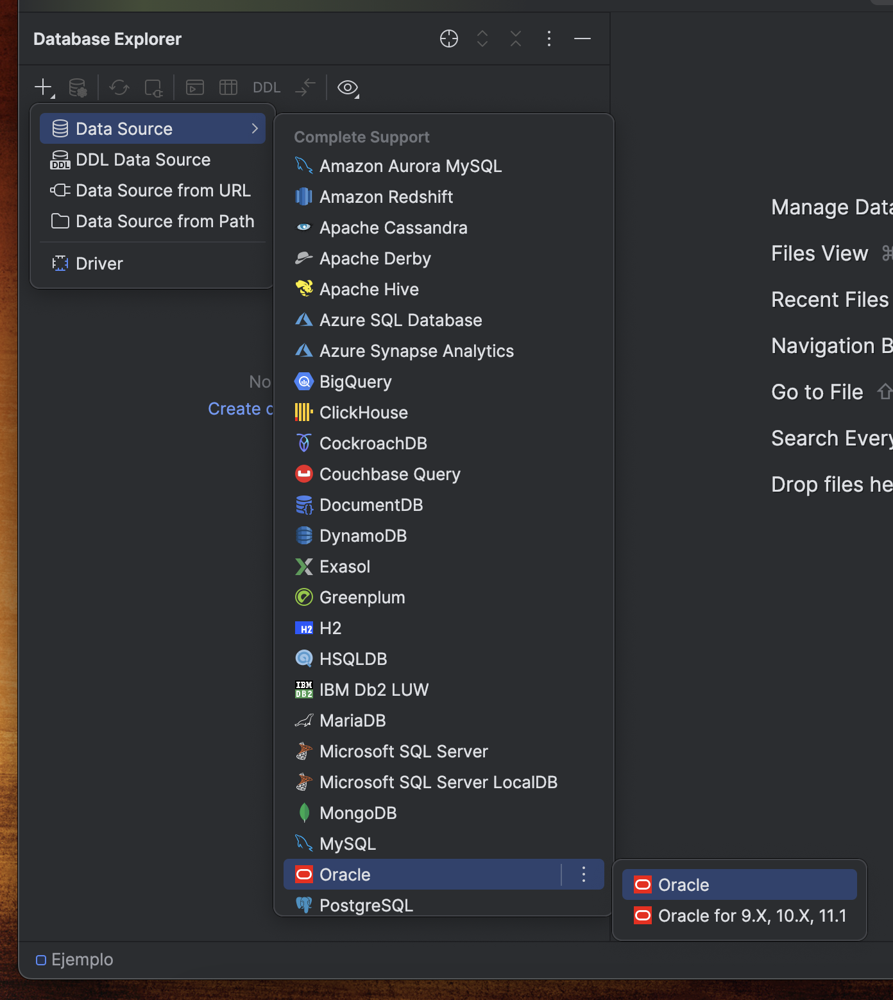 Database Explorer
DDL
Data Source
DDL Data Source
DDL
Data Source from URL
Data Source from Path
Driver
No
Create
Complete Support
Amazon Aurora MySQL
Amazon Redshift
Apache Cassandra
Apache Derby
Apache Hive
Azure SQL Database
Azure Synapse Analytics
BigQuery
ClickHouse
CockroachDB
Couchbase Query
DocumentDB
DynamoDB
Exasol
Greenplum
H2 H2
HSQLDB
IBM DB2 IBM Db2 LUW
MariaDB
Microsoft SQL Server
Microsoft SQL Server LocalDB
MongoDB
MySQL
Oracle
PostgreSQL
Oracle
Oracle for 9.X, 10.X, 11.1
Manage Data
Files View ⌘
Recent Files
Navigation B
Go to File ⇧
Search Every
Drop files he
Ejemplo